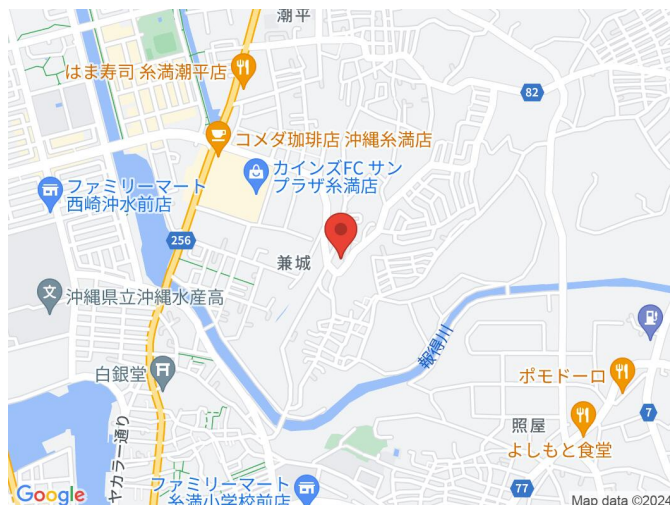 潮平
はま寿司 糸満潮平店
82
コメダ珈琲店 沖縄糸満店
カインズFC サン
プラザ糸満店
ファミリーマート
西崎沖水前店
256
兼城
文
沖縄県立沖縄水産高
報得川
白銀堂
ポモドーロ
7
照屋
よしもと食堂
ヤカラー通り
ファミリーマート
糸満小学校前店
77
Google
Map data ©2024